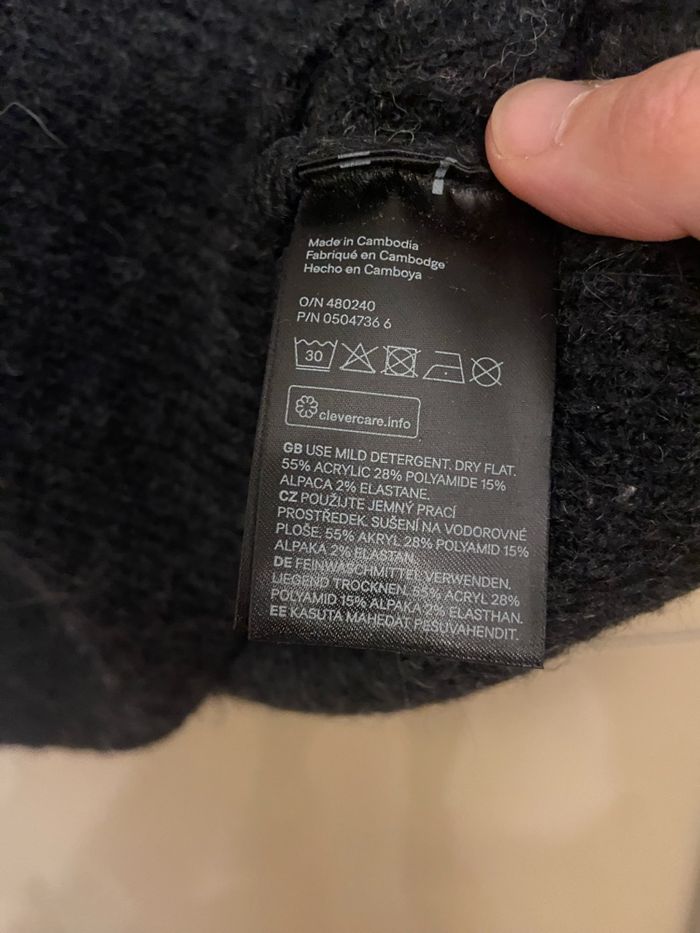 Made in Cambodia
Fabriqué en Cambodge
Hecho en Camboya
O/N 480240
P/N 0504736 6
30
clevercare.info
GB USE MILD DETERGENT. DRY FLAT.
55% ACRYLIC 28% POLYAMIDE 15%
ALPACA 2% ELASTANE.
CZ POUŽIJTE JEMNÝ PRACÍ
PROSTŘEDEK. SUŠENÍ NA VODOROVNÉ
PLOŠE. 55% AKRYL 28% POLYAMID 15%
ALPAKA 2% ELASTAN.
DE FEINWASCHMITTEL VERWENDEN.
LIEGEND TROCKNEN. 55% ACRYL 28%
POLYAMID 15% ALPAKA 2% ELASTHAN.
EE KASUTA MAHEDAT PESUVAHENDIT.